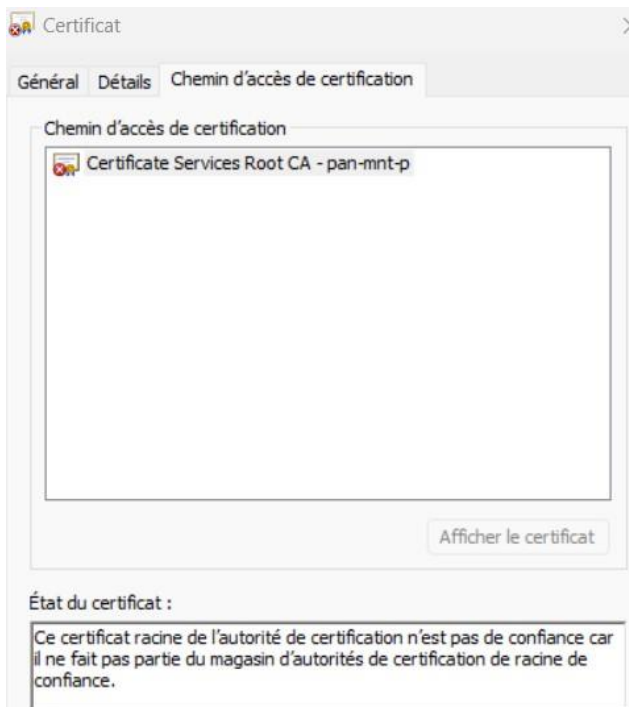 Certificat
Général Détails Chemin d’accès de certification
Chemin d’accès de certification
Certificate Services Root CA - pan-mnt-p
Afficher le certificat
État du certificat :
Ce certificat racine de l’autorité de certification n’est pas de confiance car
il ne fait pas partie du magasin d’autorités de certification de racine de
confiance.